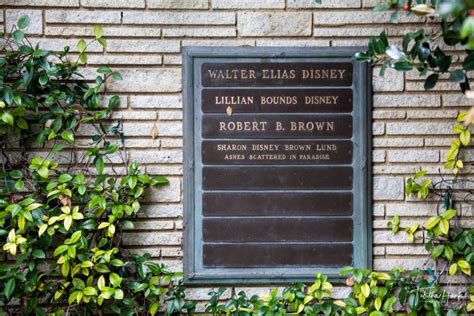 WALTER ELIAS DISNEY
LILLIAN BOUNDS DISNEY
ROBERT B. BROWN
SHARON DISNEY BROWN LUND
ASHES SCATTERED IN PARADISE